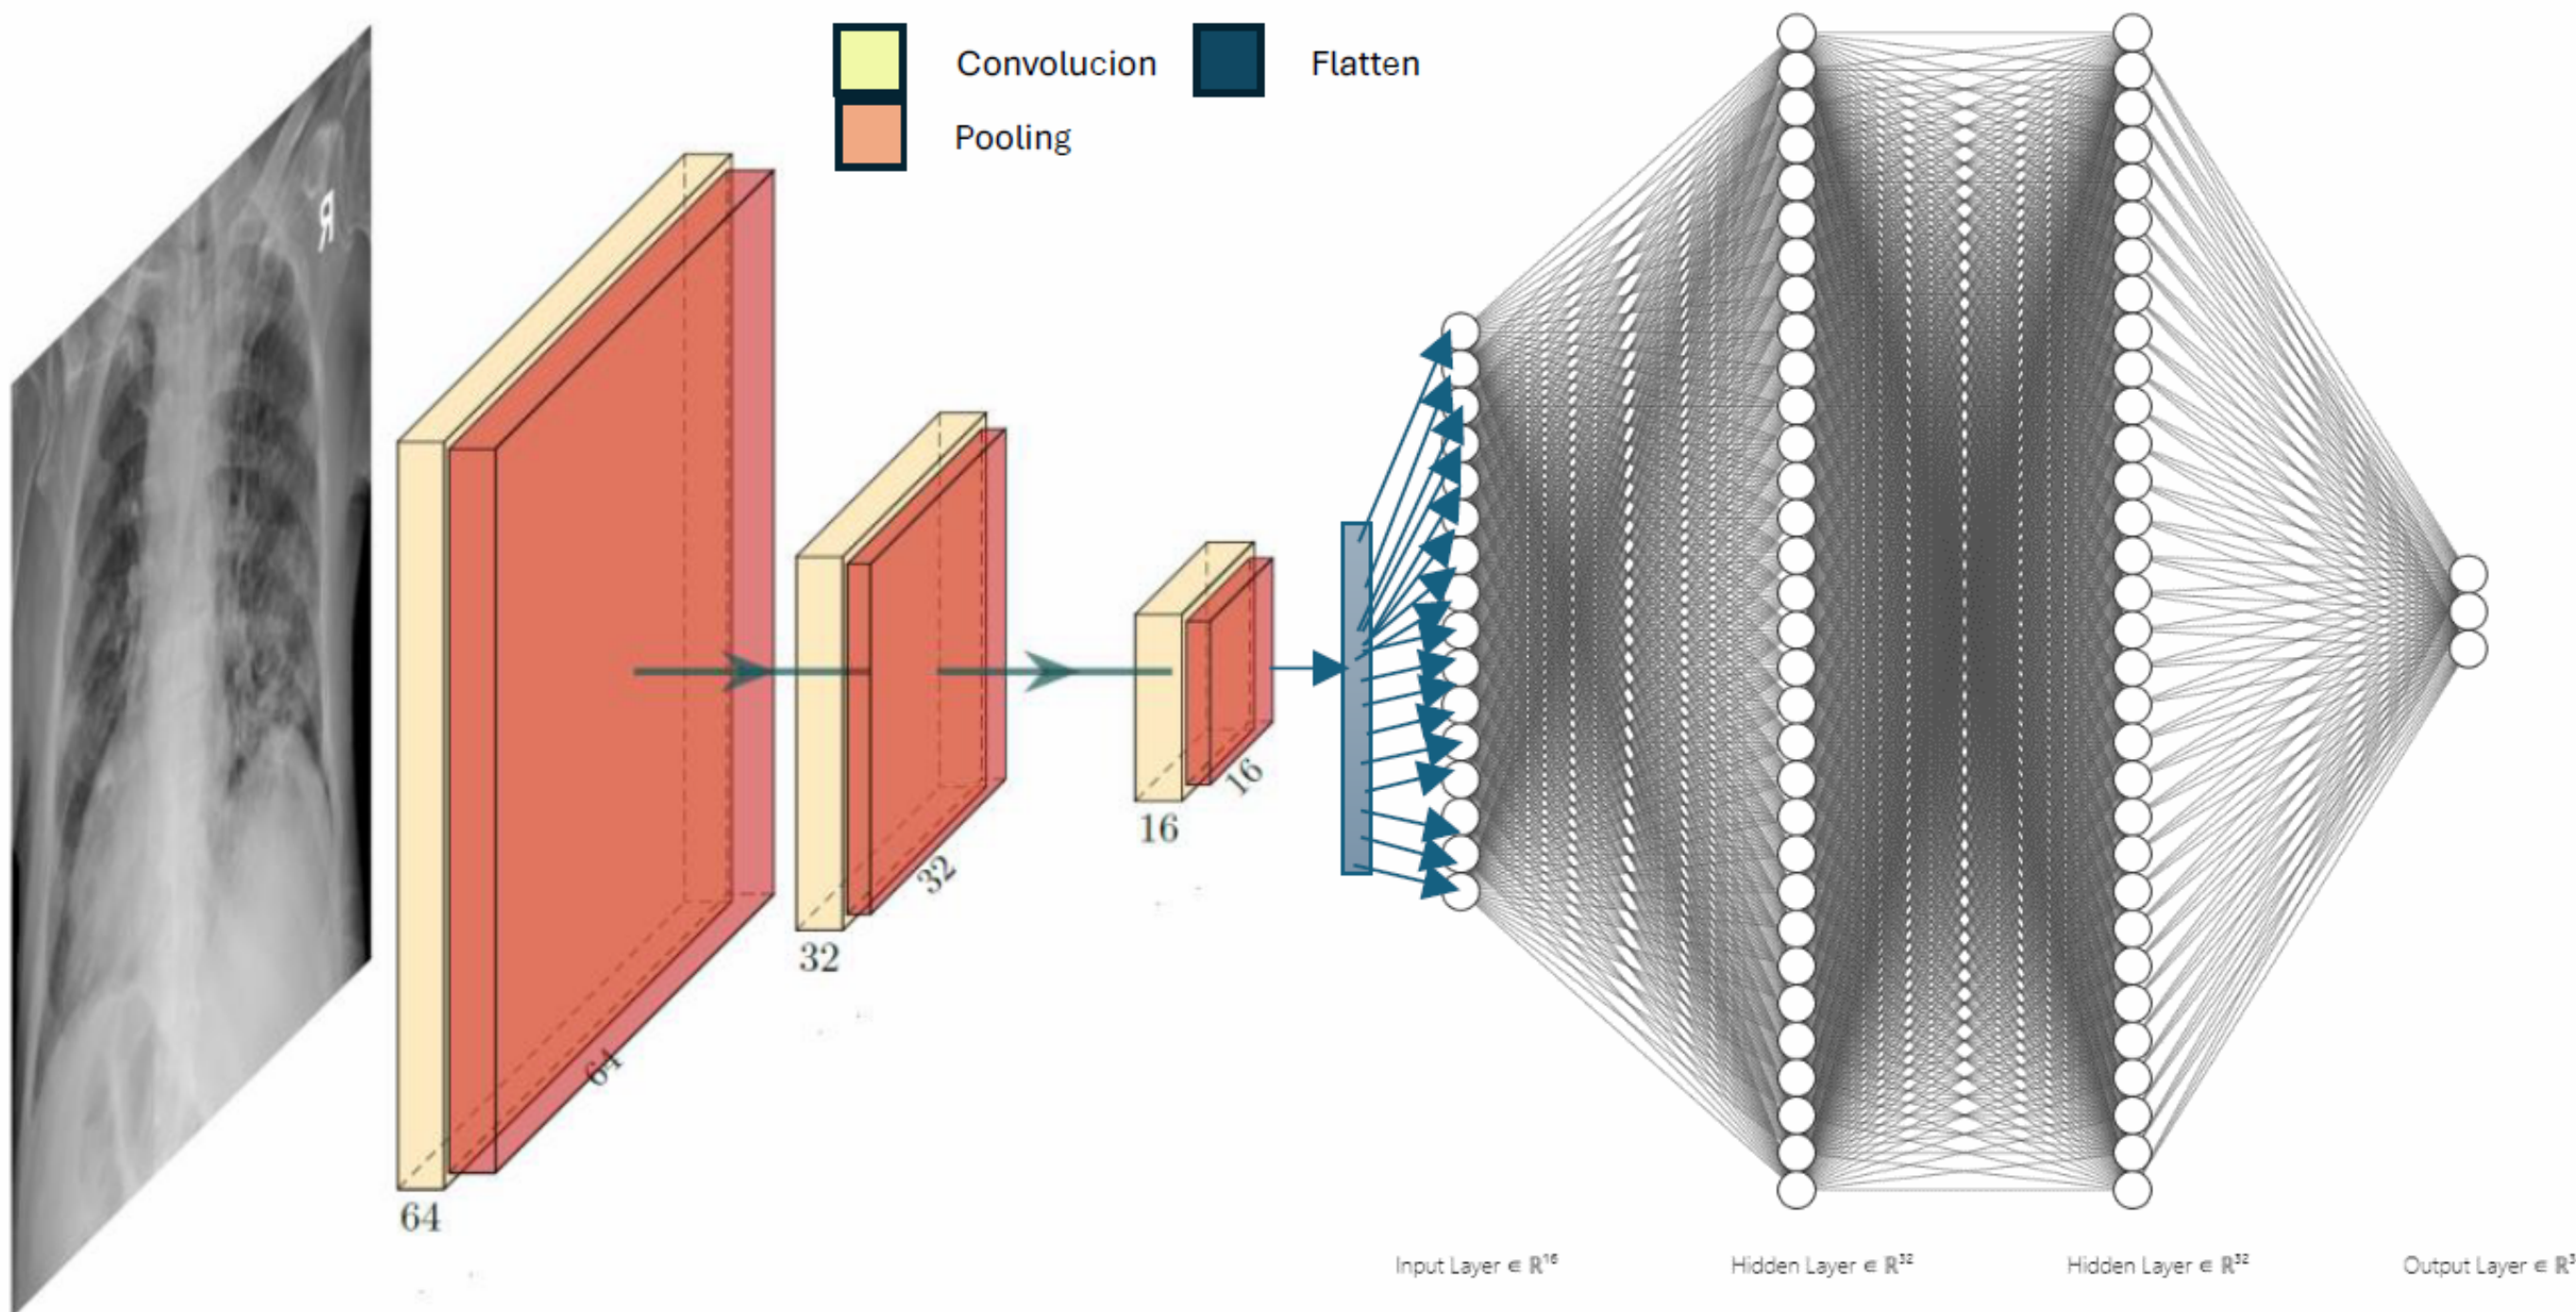 Convolucion
Flatten
Pooling
R
64
64
32
32
16
16
Input Layer ∈ ℝ¹⁶
Hidden Layer ∈ ℝ³²
Hidden Layer ∈ ℝ³²
Output Layer ∈ ℝ³